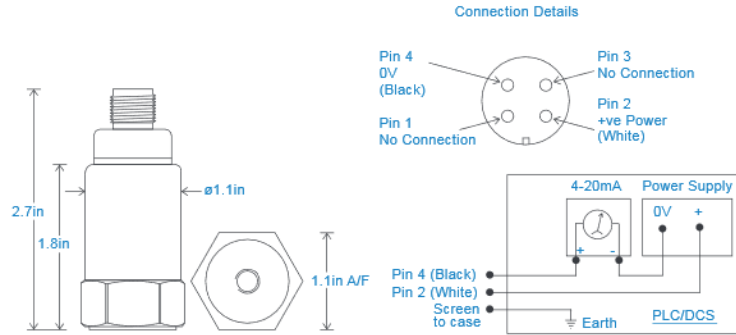 Connection Details
Pin 4
0V
(Black)
Pin 3
No Connection
Pin 1
No Connection
Pin 2
+ve Power
(White)
2.7in
1.8in
ø1.1in
1.1in A/F
4-20mA
Power Supply
0V +
+ -
Pin 4 (Black)
Pin 2 (White)
Screen
to case
Earth
PLC/DCS